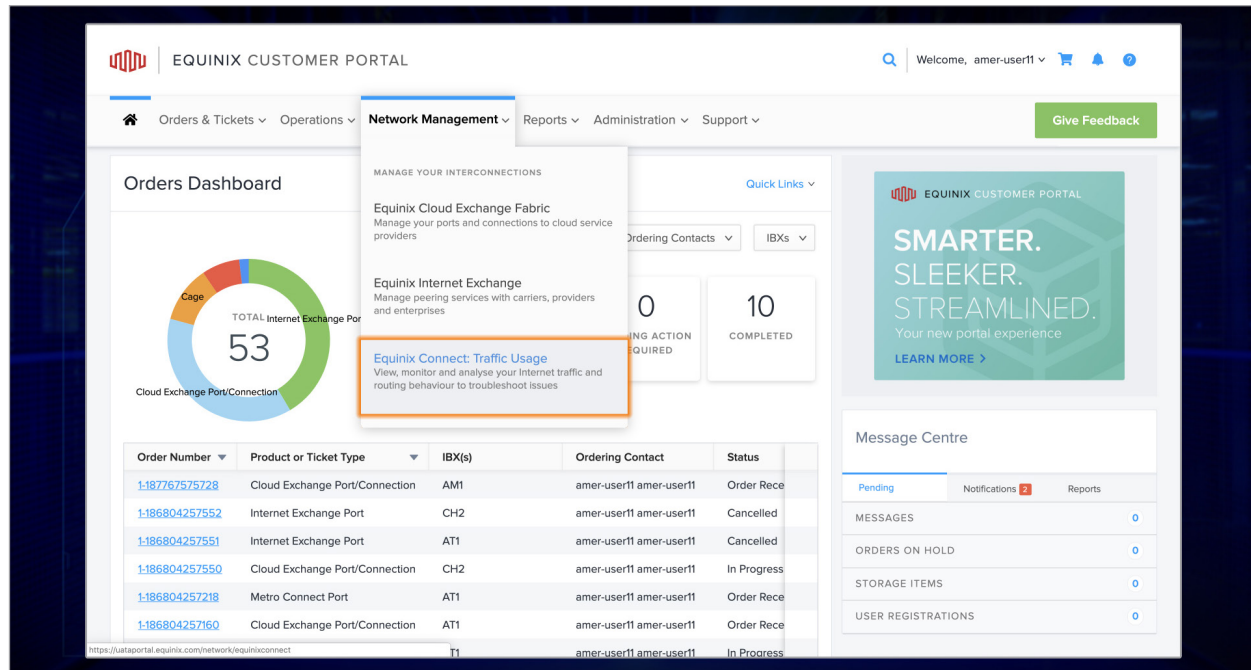 EQUINIX CUSTOMER PORTAL
Welcome, amer-user11
Orders & Tickets Operations Network Management Reports Administration Support
Give Feedback
Orders Dashboard
Quick Links
MANAGE YOUR INTERCONNECTIONS
Equinix Cloud Exchange Fabric
Manage your ports and connections to cloud service
providers
Equinix Internet Exchange
Manage peering services with carriers, providers
and enterprises
Equinix Connect: Traffic Usage
View, monitor and analyse your Internet traffic and
routing behaviour to troubleshoot issues
Ordering Contacts
IBXs
Cage
TOTAL
Internet Exchange Por
53
Cloud Exchange Port/Connection
0
ING ACTION
EQUIRED
10
COMPLETED
EQUINIX CUSTOMER PORTAL
SMARTER.
SLEEKER.
STREAMLINED.
Your new portal experience
LEARN MORE >
Order Number Product or Ticket Type IBX(s) Ordering Contact Status
1-187767575728 Cloud Exchange Port/Connection AM1 amer-user11 amer-user11 Order Rece
1-186804257552 Internet Exchange Port CH2 amer-user11 amer-user11 Cancelled
1-186804257551 Internet Exchange Port AT1 amer-user11 amer-user11 Cancelled
1-186804257550 Cloud Exchange Port/Connection CH2 amer-user11 amer-user11 In Progress
1-186804257218 Metro Connect Port AT1 amer-user11 amer-user11 Order Rece
1-186804257160 Cloud Exchange Port/Connection AT1 amer-user11 amer-user11 Order Rece
T1 amer-user11 amer-user11 In Progress
https://uataportal.equinix.com/network/equinixconnect
Message Centre
Pending Notifications 2 Reports
MESSAGES 0
ORDERS ON HOLD 0
STORAGE ITEMS 0
USER REGISTRATIONS 0